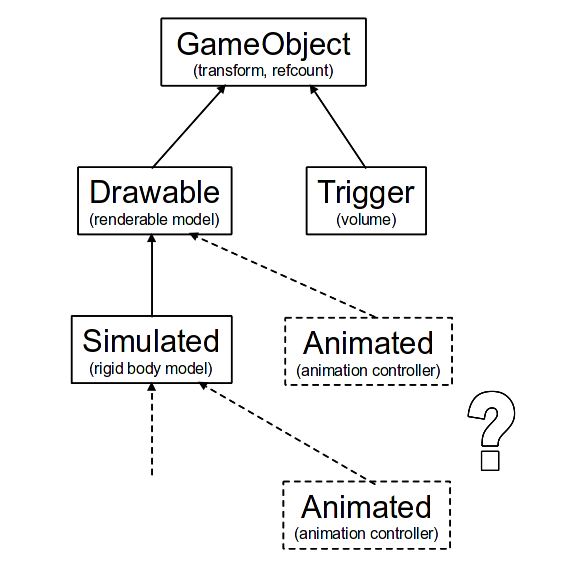 GameObject
(transform, refcount)
Drawable
(renderable model)
Trigger
(volume)
Simulated
(rigid body model)
Animated
(animation controller)
?
Animated
(animation controller)